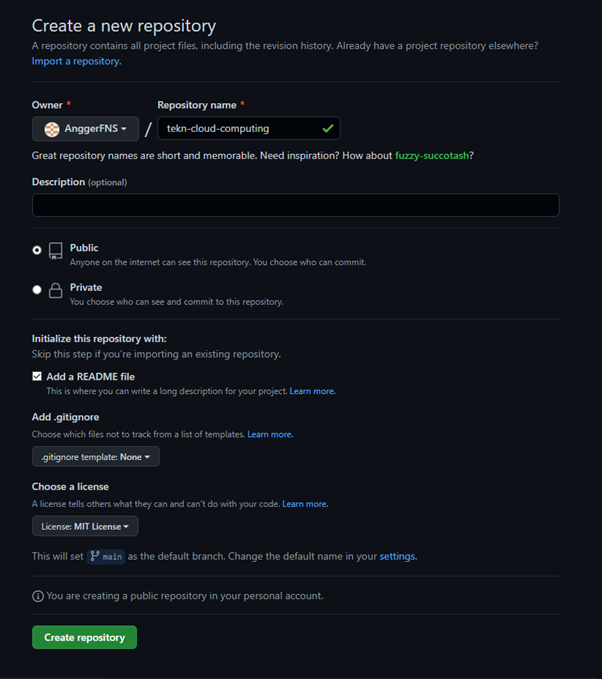 Create a new repository
A repository contains all project files, including the revision history. Already have a project repository elsewhere?
Import a repository.
Owner * Repository name *
AnggerFNS / tekn-cloud-computing
Great repository names are short and memorable. Need inspiration? How about fuzzy-succotash?
Description (optional)
Public
Anyone on the internet can see this repository. You choose who can commit.
Private
You choose who can see and commit to this repository.
Initialize this repository with:
Skip this step if you're importing an existing repository.
Add a README file
This is where you can write a long description for your project. Learn more.
Add .gitignore
Choose which files not to track from a list of templates. Learn more.
.gitignore template: None
Choose a license
A license tells others what they can and can't do with your code. Learn more.
License: MIT License
This will set main as the default branch. Change the default name in your settings.
You are creating a public repository in your personal account.
Create repository